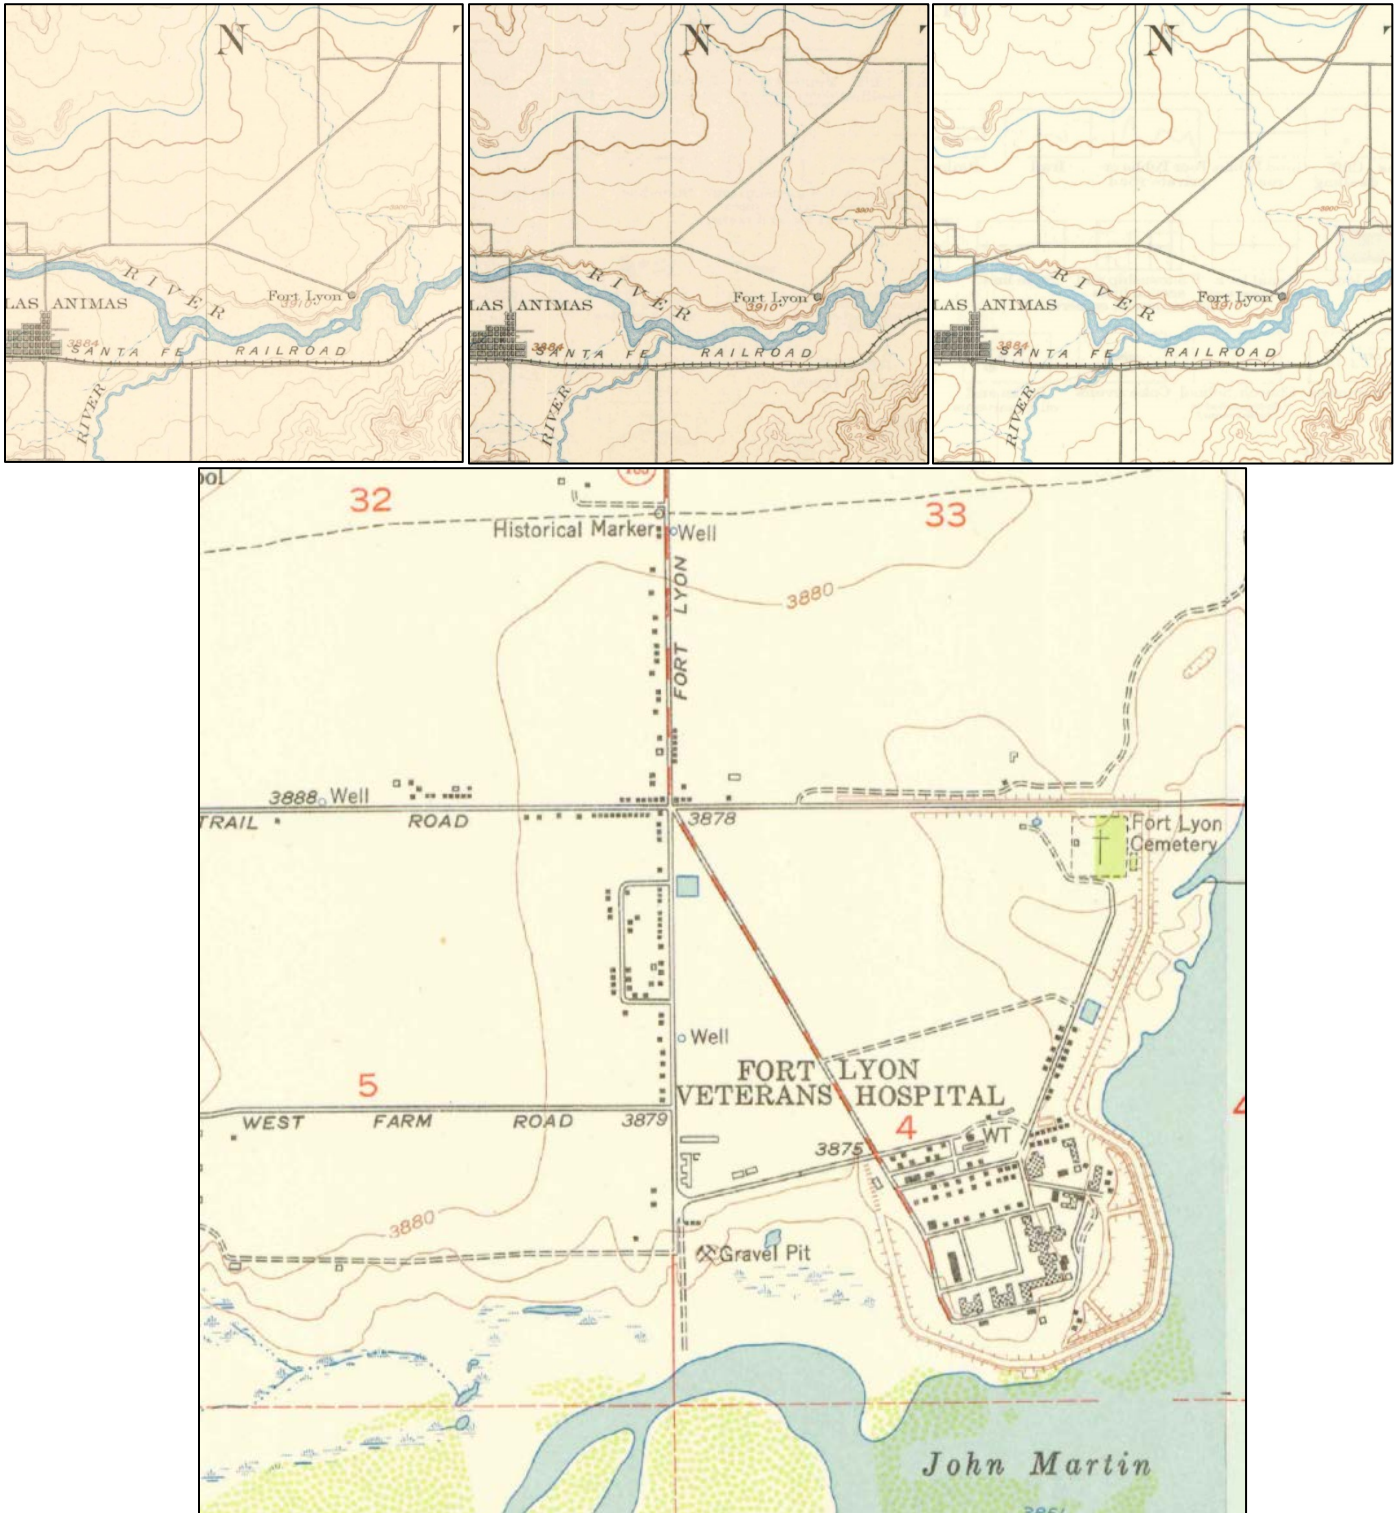 N
RIVER
Fort Lyon
3910
LAS ANIMAS
3884
SANTA FE RAILROAD
RIVER
N
3900
RIVER
Fort Lyon
3910
LAS ANIMAS
3884
SANTA FE RAILROAD
RIVER
N
RIVER
Fort Lyon
3910
LAS ANIMAS
3884
SANTA FE RAILROAD
RIVER
32
33
Historical Marker
Well
FORT LYON
3880
3888 Well
TRAIL ROAD
3878
Fort Lyon
Cemetery
Well
FORT LYON
VETERANS HOSPITAL
5
4
4
WEST FARM ROAD 3879
3875
WT
3880
Gravel Pit
John Martin